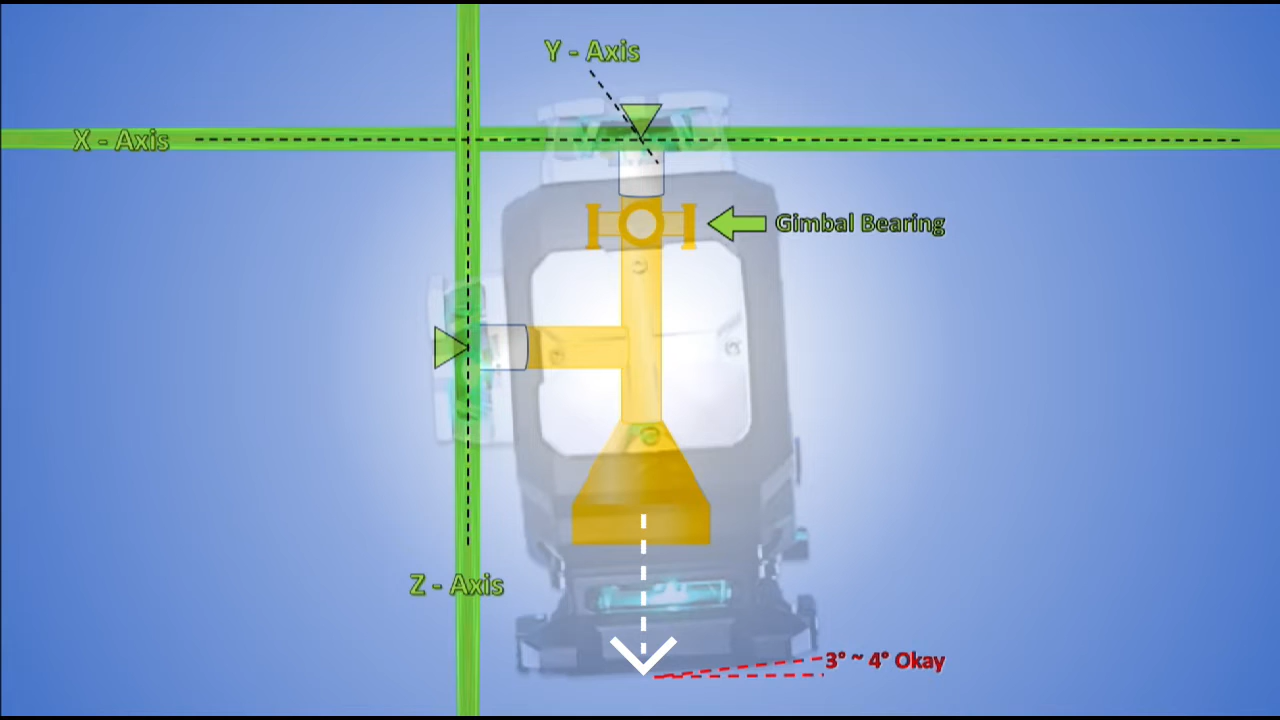 Y - Axis
X - Axis
Gimbal Bearing
Z - Axis
3° ~ 4° Okay